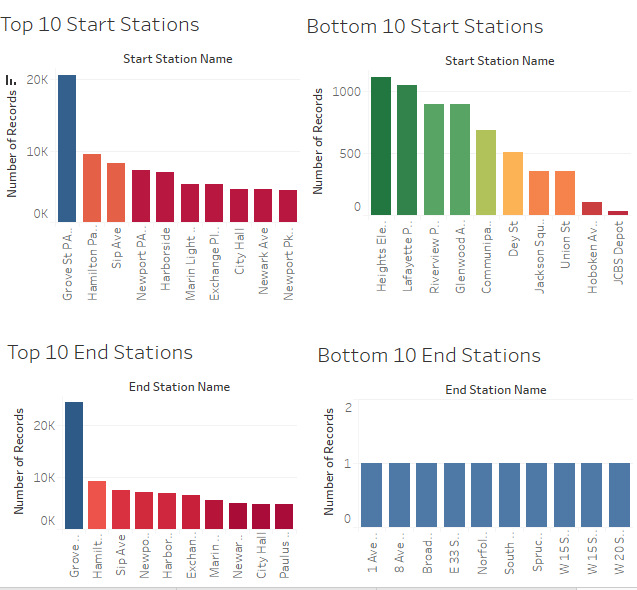 Top 10 Start Stations
Start Station Name
Number of Records
20K
10K
0K
Grove St PA..
Hamilton Pa..
Sip Ave
Newport PA..
Harborside
Marin Light ..
Exchange Pl..
City Hall
Newark Ave
Newport Pk..
Bottom 10 Start Stations
Start Station Name
Number of Records
1000
500
0
Heights Ele..
Lafayette P..
Riverview P..
Glenwood A..
Communipa..
Dey St
Jackson Squ..
Union St
Hoboken Av..
JCBS Depot
Top 10 End Stations
End Station Name
Number of Records
20K
10K
0K
Grove ..
Hamilt..
Sip Ave
Newpo..
Harbor..
Exchan..
Marin ..
Newar..
City Hall
Paulus ..
Bottom 10 End Stations
End Station Name
Number of Records
2
1
0
1 Ave ..
8 Ave ..
Broad..
E 33 S..
Norfol..
South ..
Spruc..
W 15 S..
W 15 S..
W 20 S..